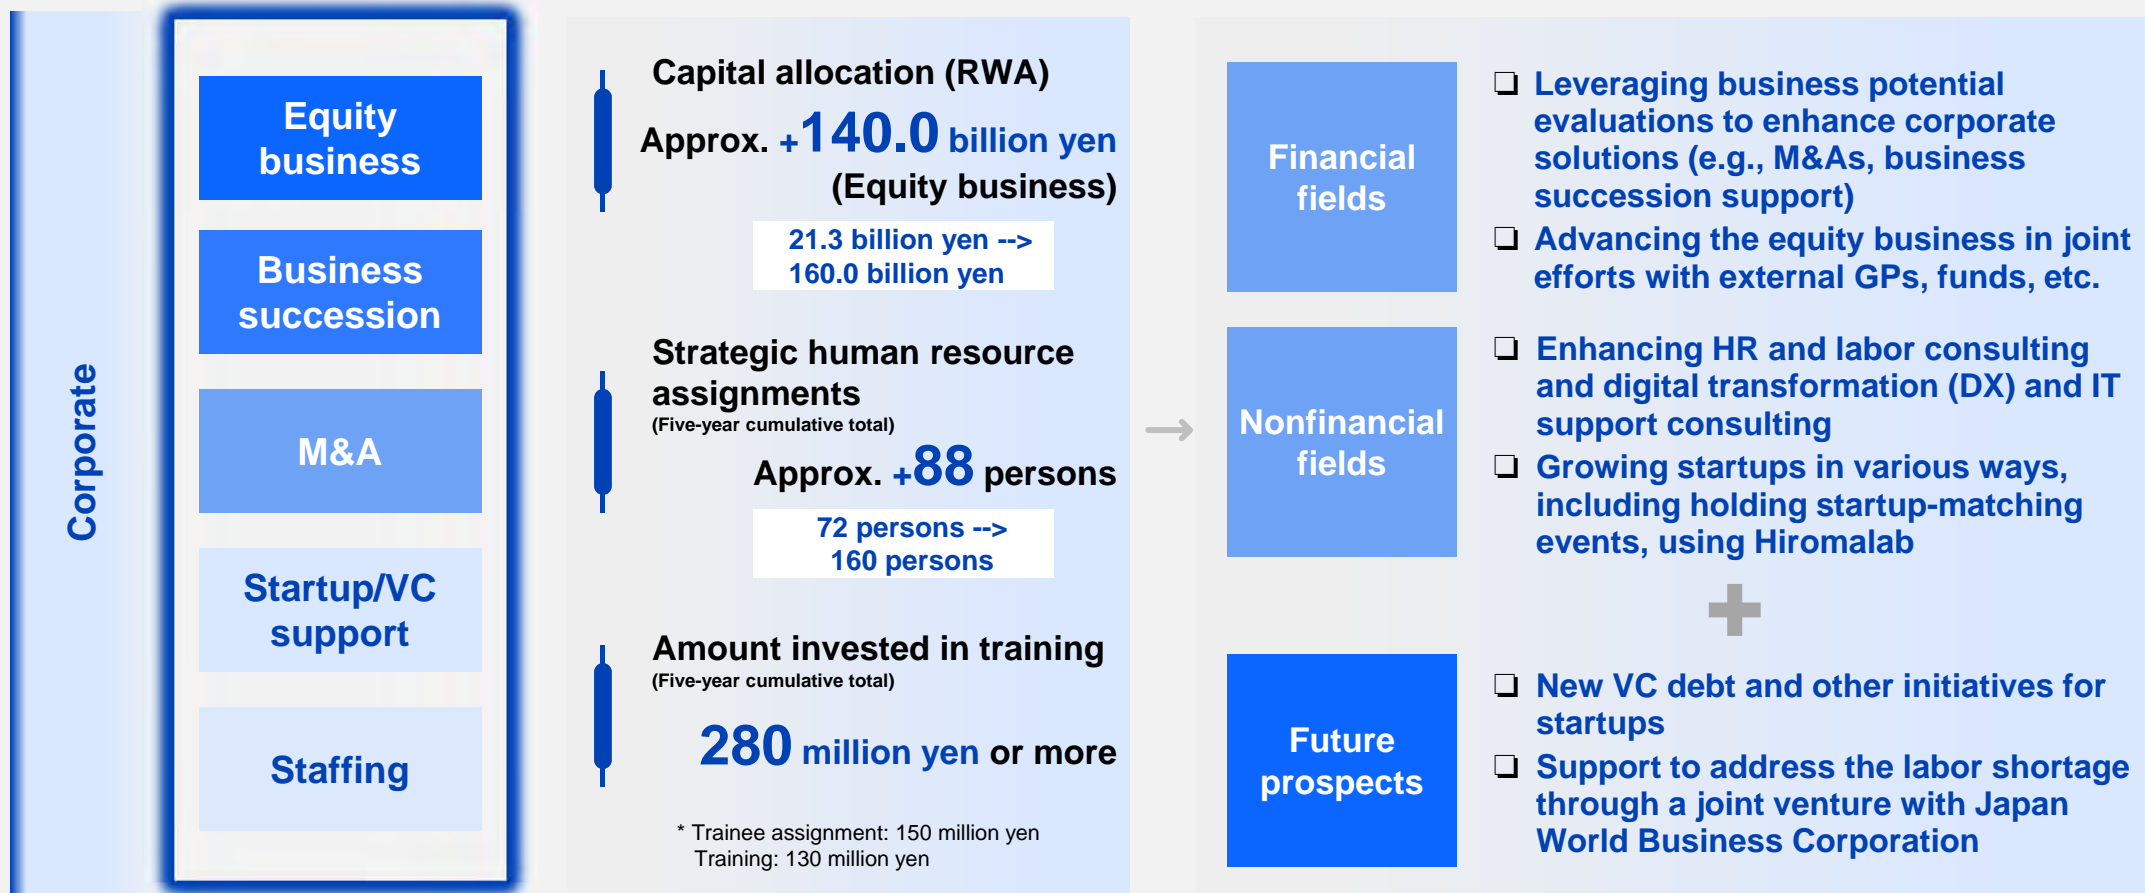 Corporate
Equity
business
Business
succession
M&A
Startup/VC
support
Staffing
Capital allocation (RWA)
Approx. +140.0 billion yen
(Equity business)
21.3 billion yen -->
160.0 billion yen
Strategic human resource
assignments
(Five-year cumulative total)
Approx. +88 persons
72 persons -->
160 persons
Amount invested in training
(Five-year cumulative total)
280 million yen or more
* Trainee assignment: 150 million yen
Training: 130 million yen
→
Financial
fields
❏ Leveraging business potential
evaluations to enhance corporate
solutions (e.g., M&As, business
succession support)
❏ Advancing the equity business in joint
efforts with external GPs, funds, etc.
Nonfinancial
fields
❏ Enhancing HR and labor consulting
and digital transformation (DX) and IT
support consulting
❏ Growing startups in various ways,
including holding startup-matching
events, using Hiromalab
Future
prospects
❏ New VC debt and other initiatives for
startups
❏ Support to address the labor shortage
through a joint venture with Japan
World Business Corporation